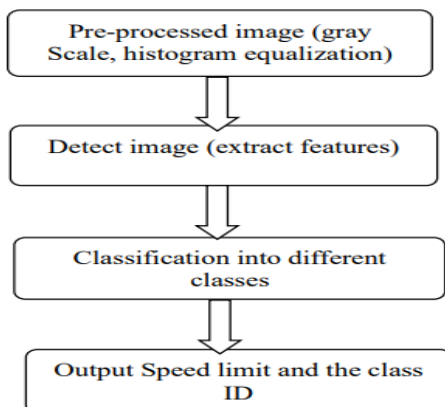 Pre-processed image (gray
Scale, histogram equalization)
Detect image (extract features)
Classification into different
classes
Output Speed limit and the class
ID